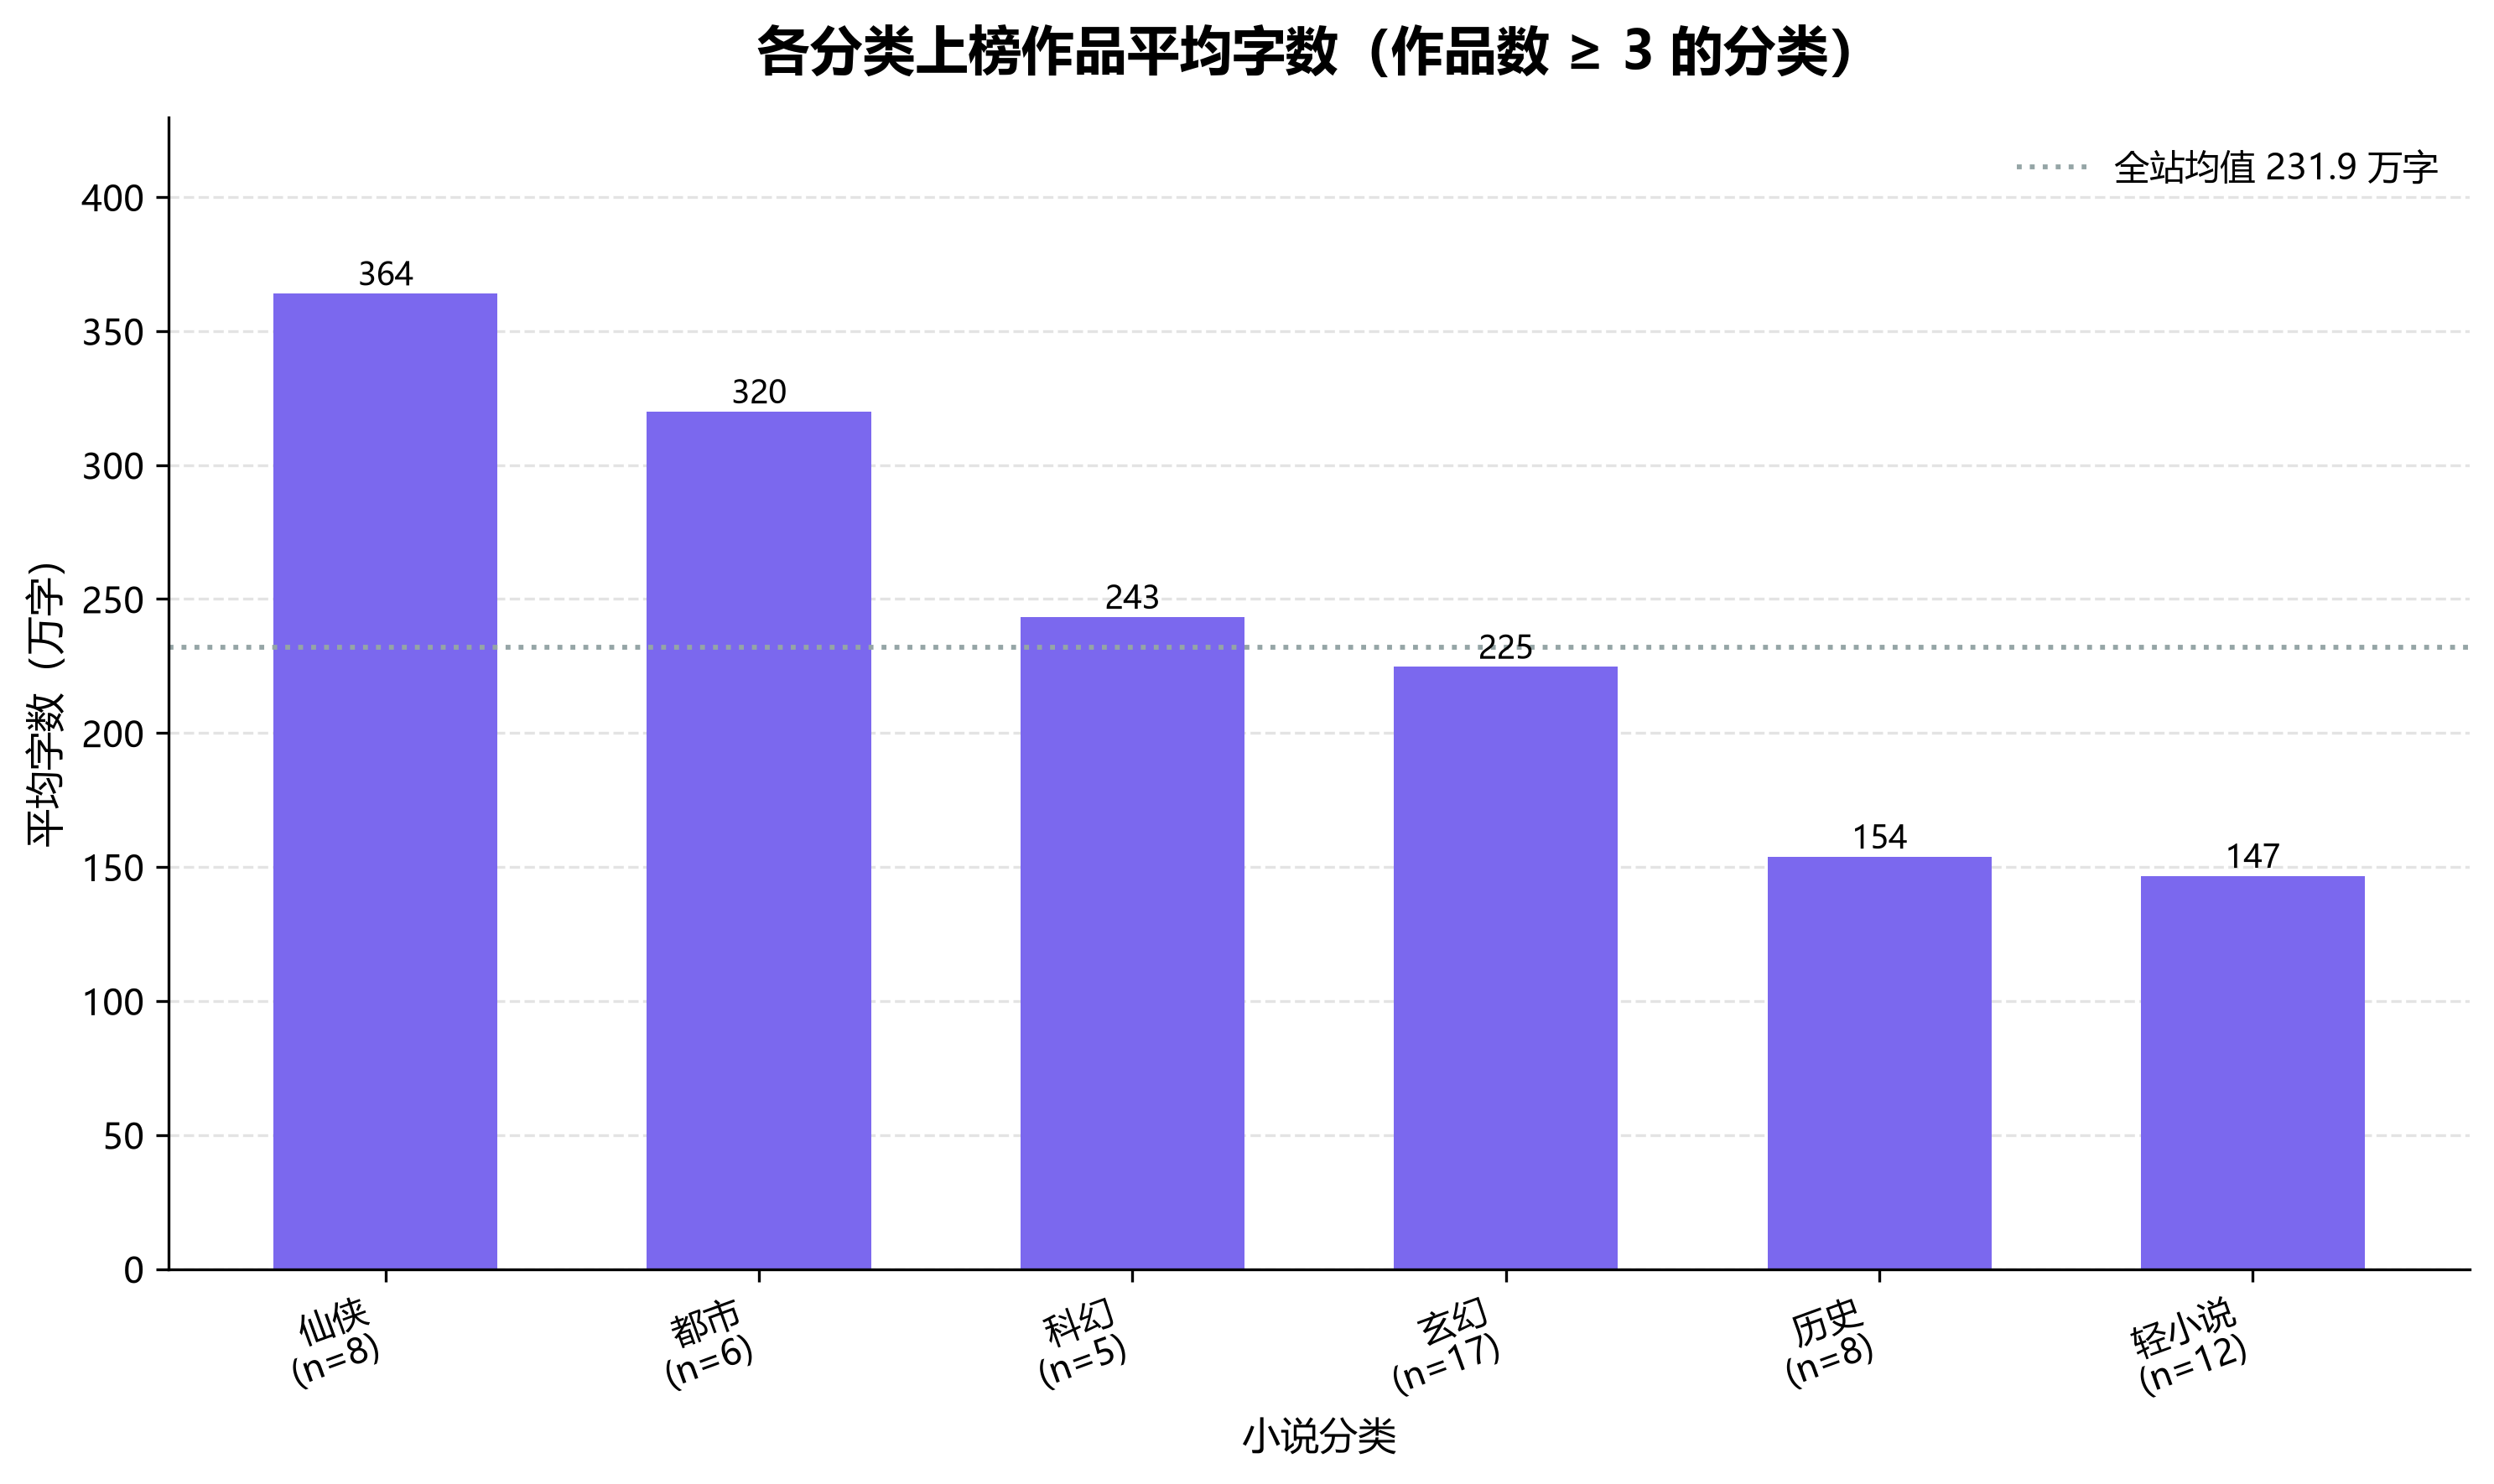 各分类上榜作品平均字数（作品数 ≥ 3 的分类）
全站均值 231.9 万字
平均字数（万字）
400
350
300
250
200
150
100
50
0
364
320
243
225
154
147
仙侠
(n=8)
都市
(n=6)
科幻
(n=5)
玄幻
(n=17)
历史
(n=8)
轻小说
(n=12)
小说分类